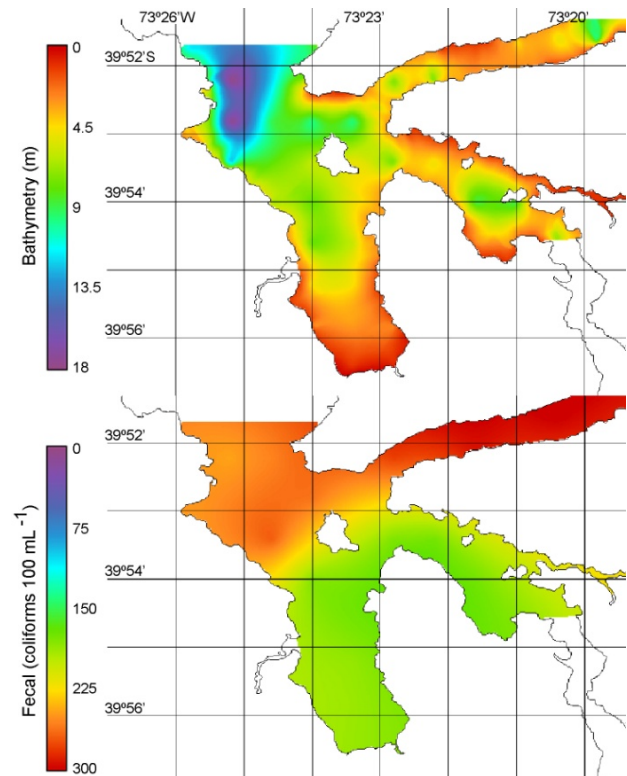 73º26'W 73º22' 73º20'
39º52'S
39º54'
39º56'
Bathymetry (m)
0
4.5
9
13.5
18
39º52'
39º54'
39º56'
Fecal (coliforms 100 mL⁻¹)
0
75
150
225
300